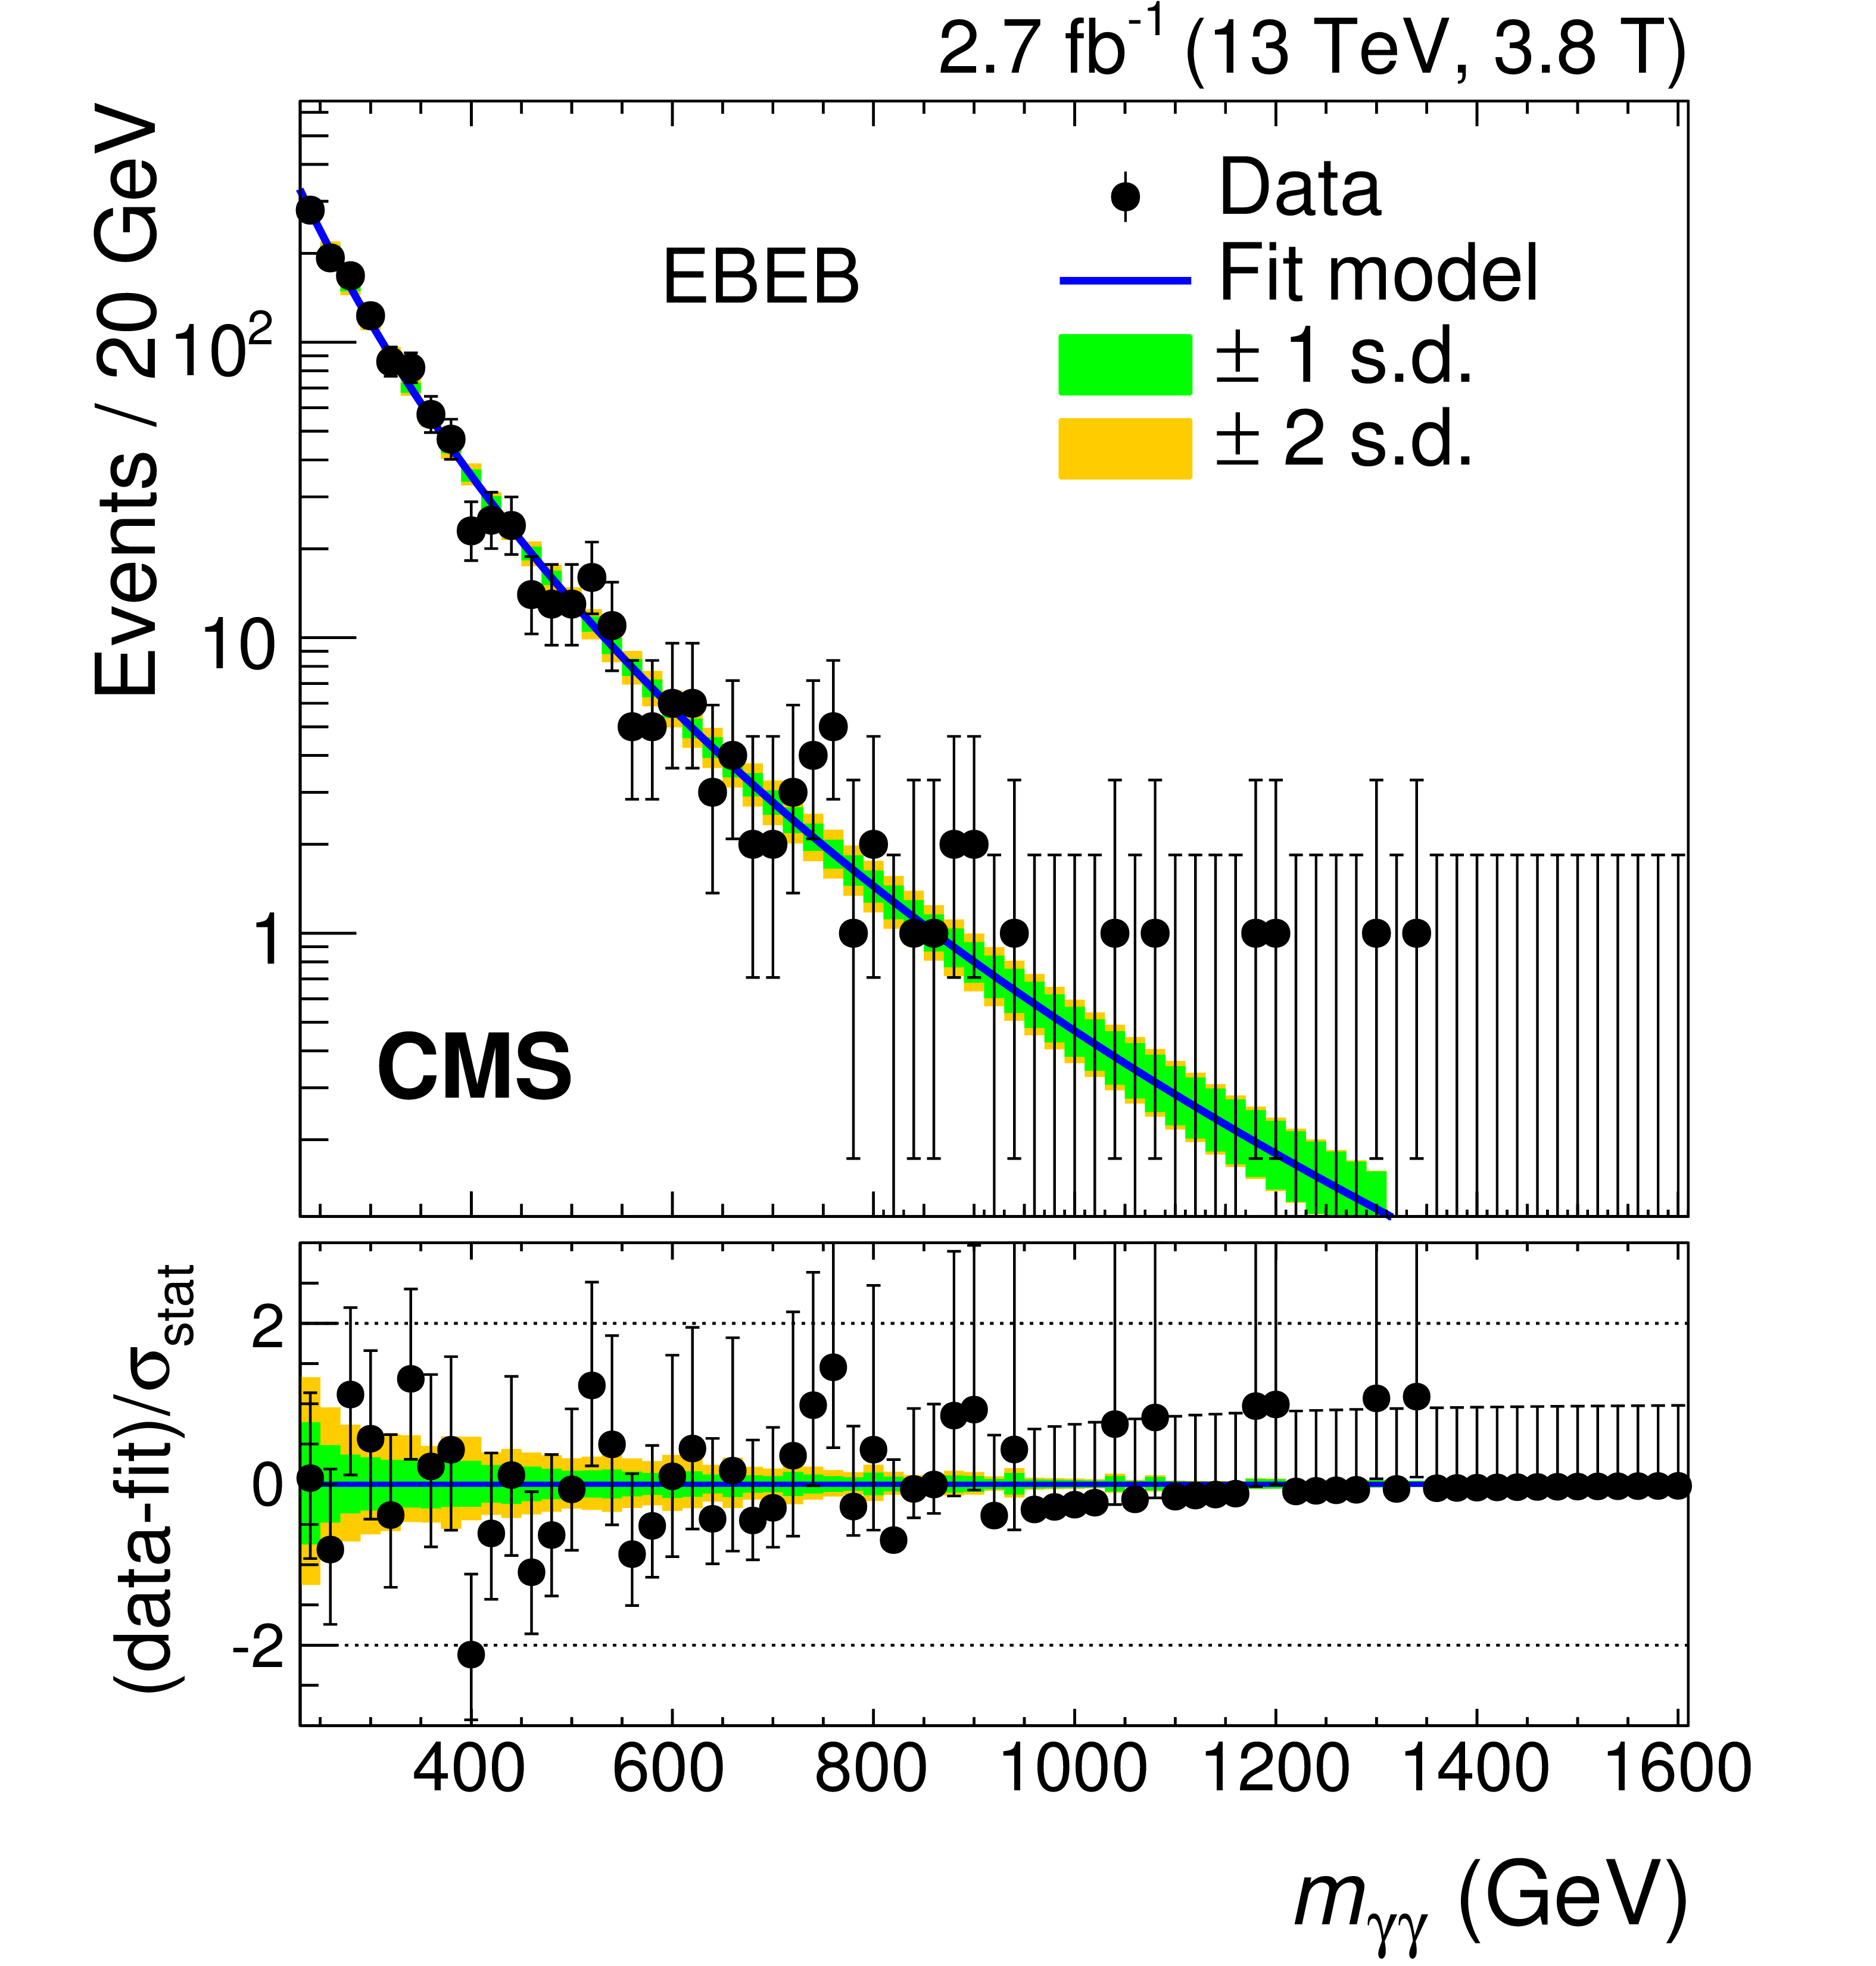 2.7 fb⁻¹ (13 TeV, 3.8 T)
Events / 20 GeV
Data
EBEB
Fit model
± 1 s.d.
± 2 s.d.
10²
10
1
CMS
(data-fit)/σstat
2
0
-2
400 600 800 1000 1200 1400 1600
mγγ (GeV)